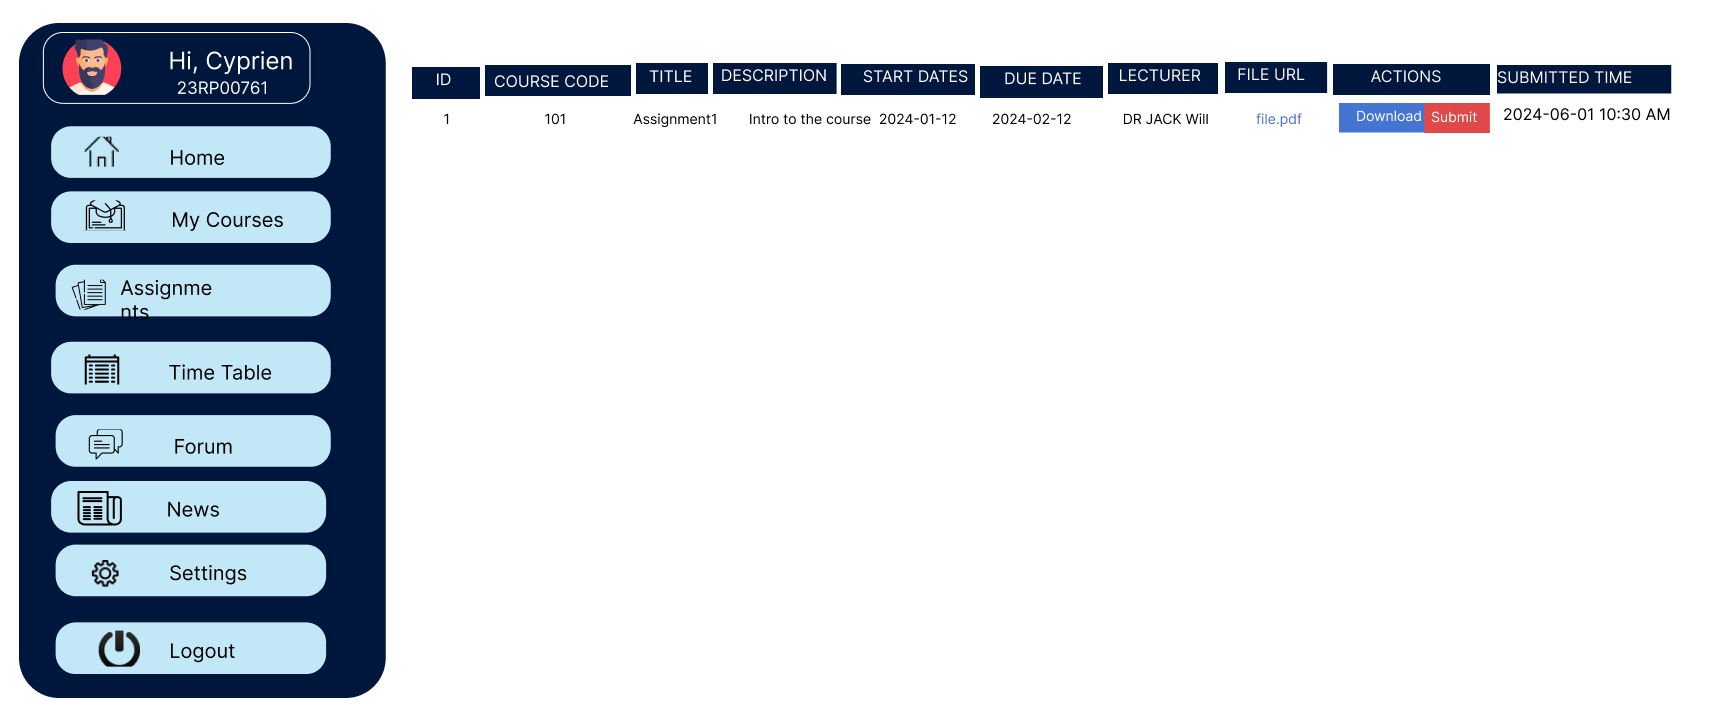 Hi, Cyprien
23RP00761
Home
My Courses
Assignme
nts
Time Table
Forum
News
Settings
Logout
ID COURSE CODE TITLE DESCRIPTION START DATES DUE DATE LECTURER FILE URL ACTIONS SUBMITTED TIME
1 101 Assignment1 Intro to the course 2024-01-12 2024-02-12 DR JACK Will file.pdf Download Submit 2024-06-01 10:30 AM